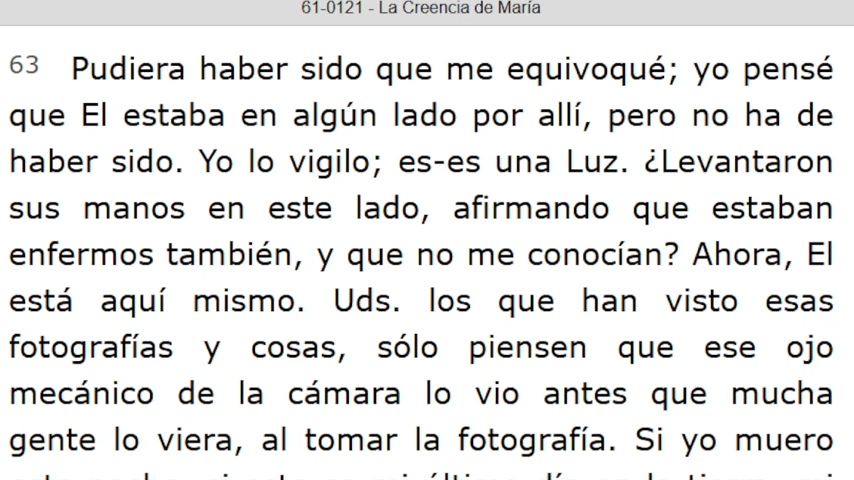 61-0121 - La Creencia de María
63 Pudiera haber sido que me equivoqué; yo pensé
que El estaba en algún lado por allí, pero no ha de
haber sido. Yo lo vigilo; es-es una Luz. ¿Levantaron
sus manos en este lado, afirmando que estaban
enfermos también, y que no me conocían? Ahora, El
está aquí mismo. Uds. los que han visto esas
fotografías y cosas, sólo piensen que ese ojo
mecánico de la cámara lo vio antes que mucha
gente lo viera, al tomar la fotografía. Si yo muero